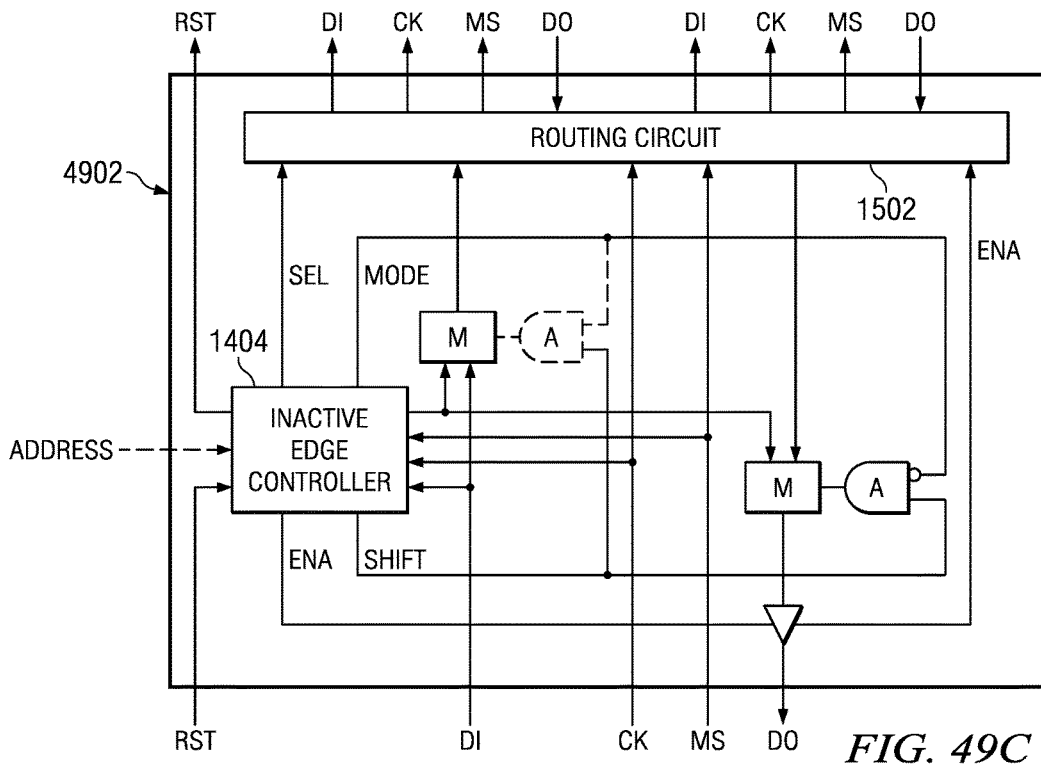 RST DI CK MS DO DI CK MS DO
ROUTING CIRCUIT
4902
1502
SEL MODE ENA
1404
M A
INACTIVE
EDGE
CONTROLLER
ADDRESS
M A
ENA SHIFT
RST DI CK MS DO
FIG. 49C